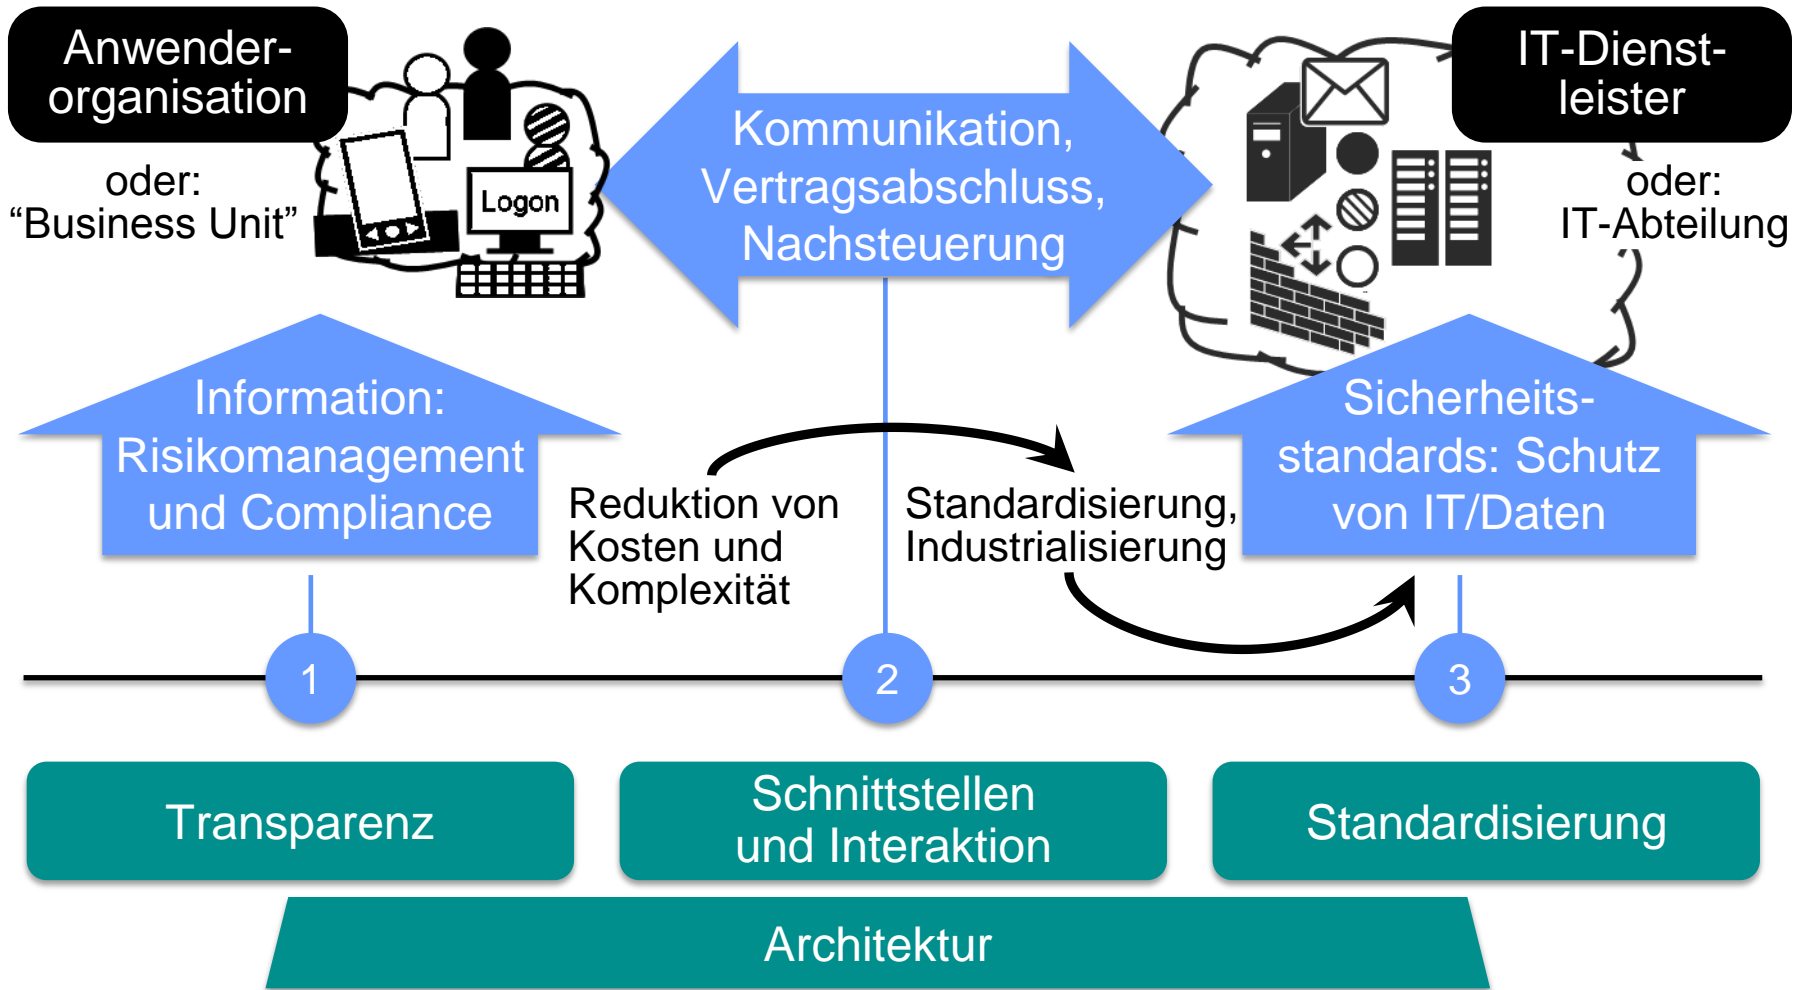 Anwender-
organisation
oder:
“Business Unit”
Logon
Kommunikation,
Vertragsabschluss,
Nachsteuerung
IT-Dienst-
leister
oder:
IT-Abteilung
Information:
Risikomanagement
und Compliance
Reduktion von
Kosten und
Komplexität
Standardisierung,
Industrialisierung
Sicherheits-
standards: Schutz
von IT/Daten
1
2
3
Transparenz
Schnittstellen
und Interaktion
Standardisierung
Architektur